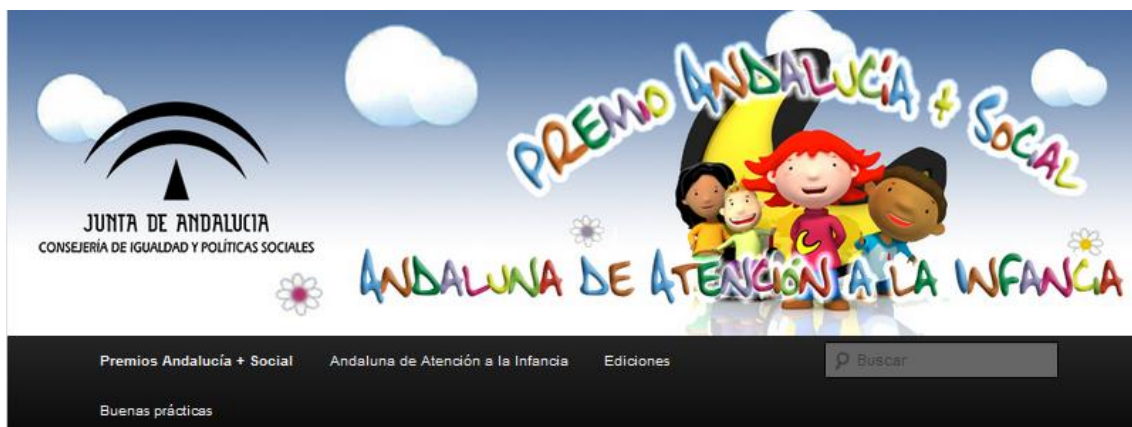 PREMIO ANDALUCÍA + SOCIAL
JUNTA DE ANDALUCIA
CONSEJERÍA DE IGUALDAD Y POLÍTICAS SOCIALES
ANDALUNA DE ATENCIÓN A LA INFANCIA
Premios Andalucía + Social Andaluna de Atención a la Infancia Ediciones Buscar
Buenas prácticas